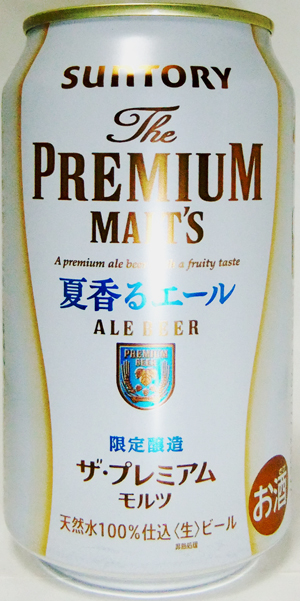 SUNTORY
The
PREMIUM
MALT'S
A premium ale beer with a fruity taste
夏香るエール
ALE BEER
PREMIUM
BEER
限定醸造
ザ・プレミアム
モルツ
天然水100%仕込〈生〉ビール
お酒